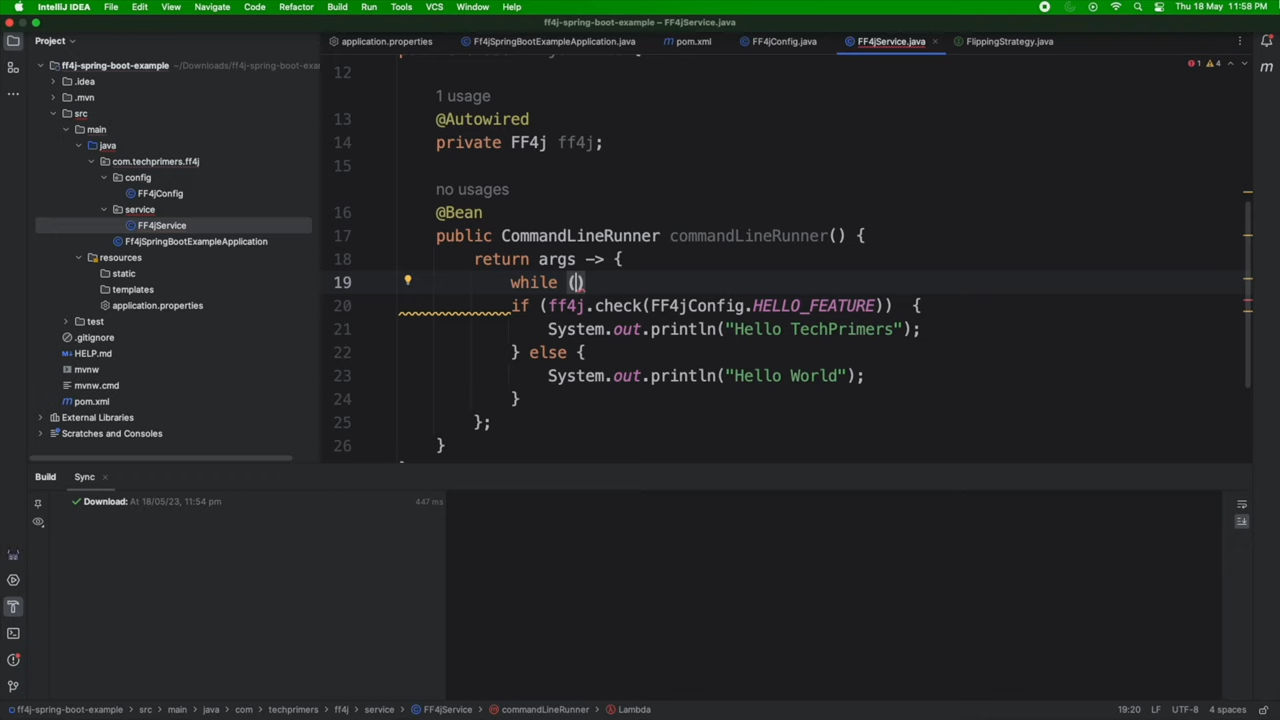 IntelliJ IDEA File Edit View Navigate Code Refactor Build Run Tools VCS Window Help Thu 18 May 11:58 PM
ff4j-spring-boot-example – FF4jService.java
Project
application.properties Ff4jSpringBootExampleApplication.java pom.xml FF4jConfig.java FF4jService.java FlippingStrategy.java
1 4
ff4j-spring-boot-example ~/Downloads/ff4j-spring-boot-exa
.idea
.mvn
src
main
java
com.techprimers.ff4j
config
FF4jConfig
service
FF4jService
Ff4jSpringBootExampleApplication
resources
static
templates
application.properties
test
.gitignore
HELP.md
mvnw
mvnw.cmd
pom.xml
External Libraries
Scratches and Consoles
12
1 usage
13 @Autowired
14 private FF4j ff4j;
15
no usages
16 @Bean
17 public CommandLineRunner commandLineRunner() {
18 return args -> {
19 while ()
20 if (ff4j.check(FF4jConfig.HELLO_FEATURE)) {
21 System.out.println("Hello TechPrimers");
22 } else {
23 System.out.println("Hello World");
24 }
25 };
26 }
Build Sync
Download: At 18/05/23, 11:54 pm 447 ms
ff4j-spring-boot-example src main java com techprimers ff4j service FF4JService commandLineRunner Lambda 19:20 LF UTF-8 4 spaces